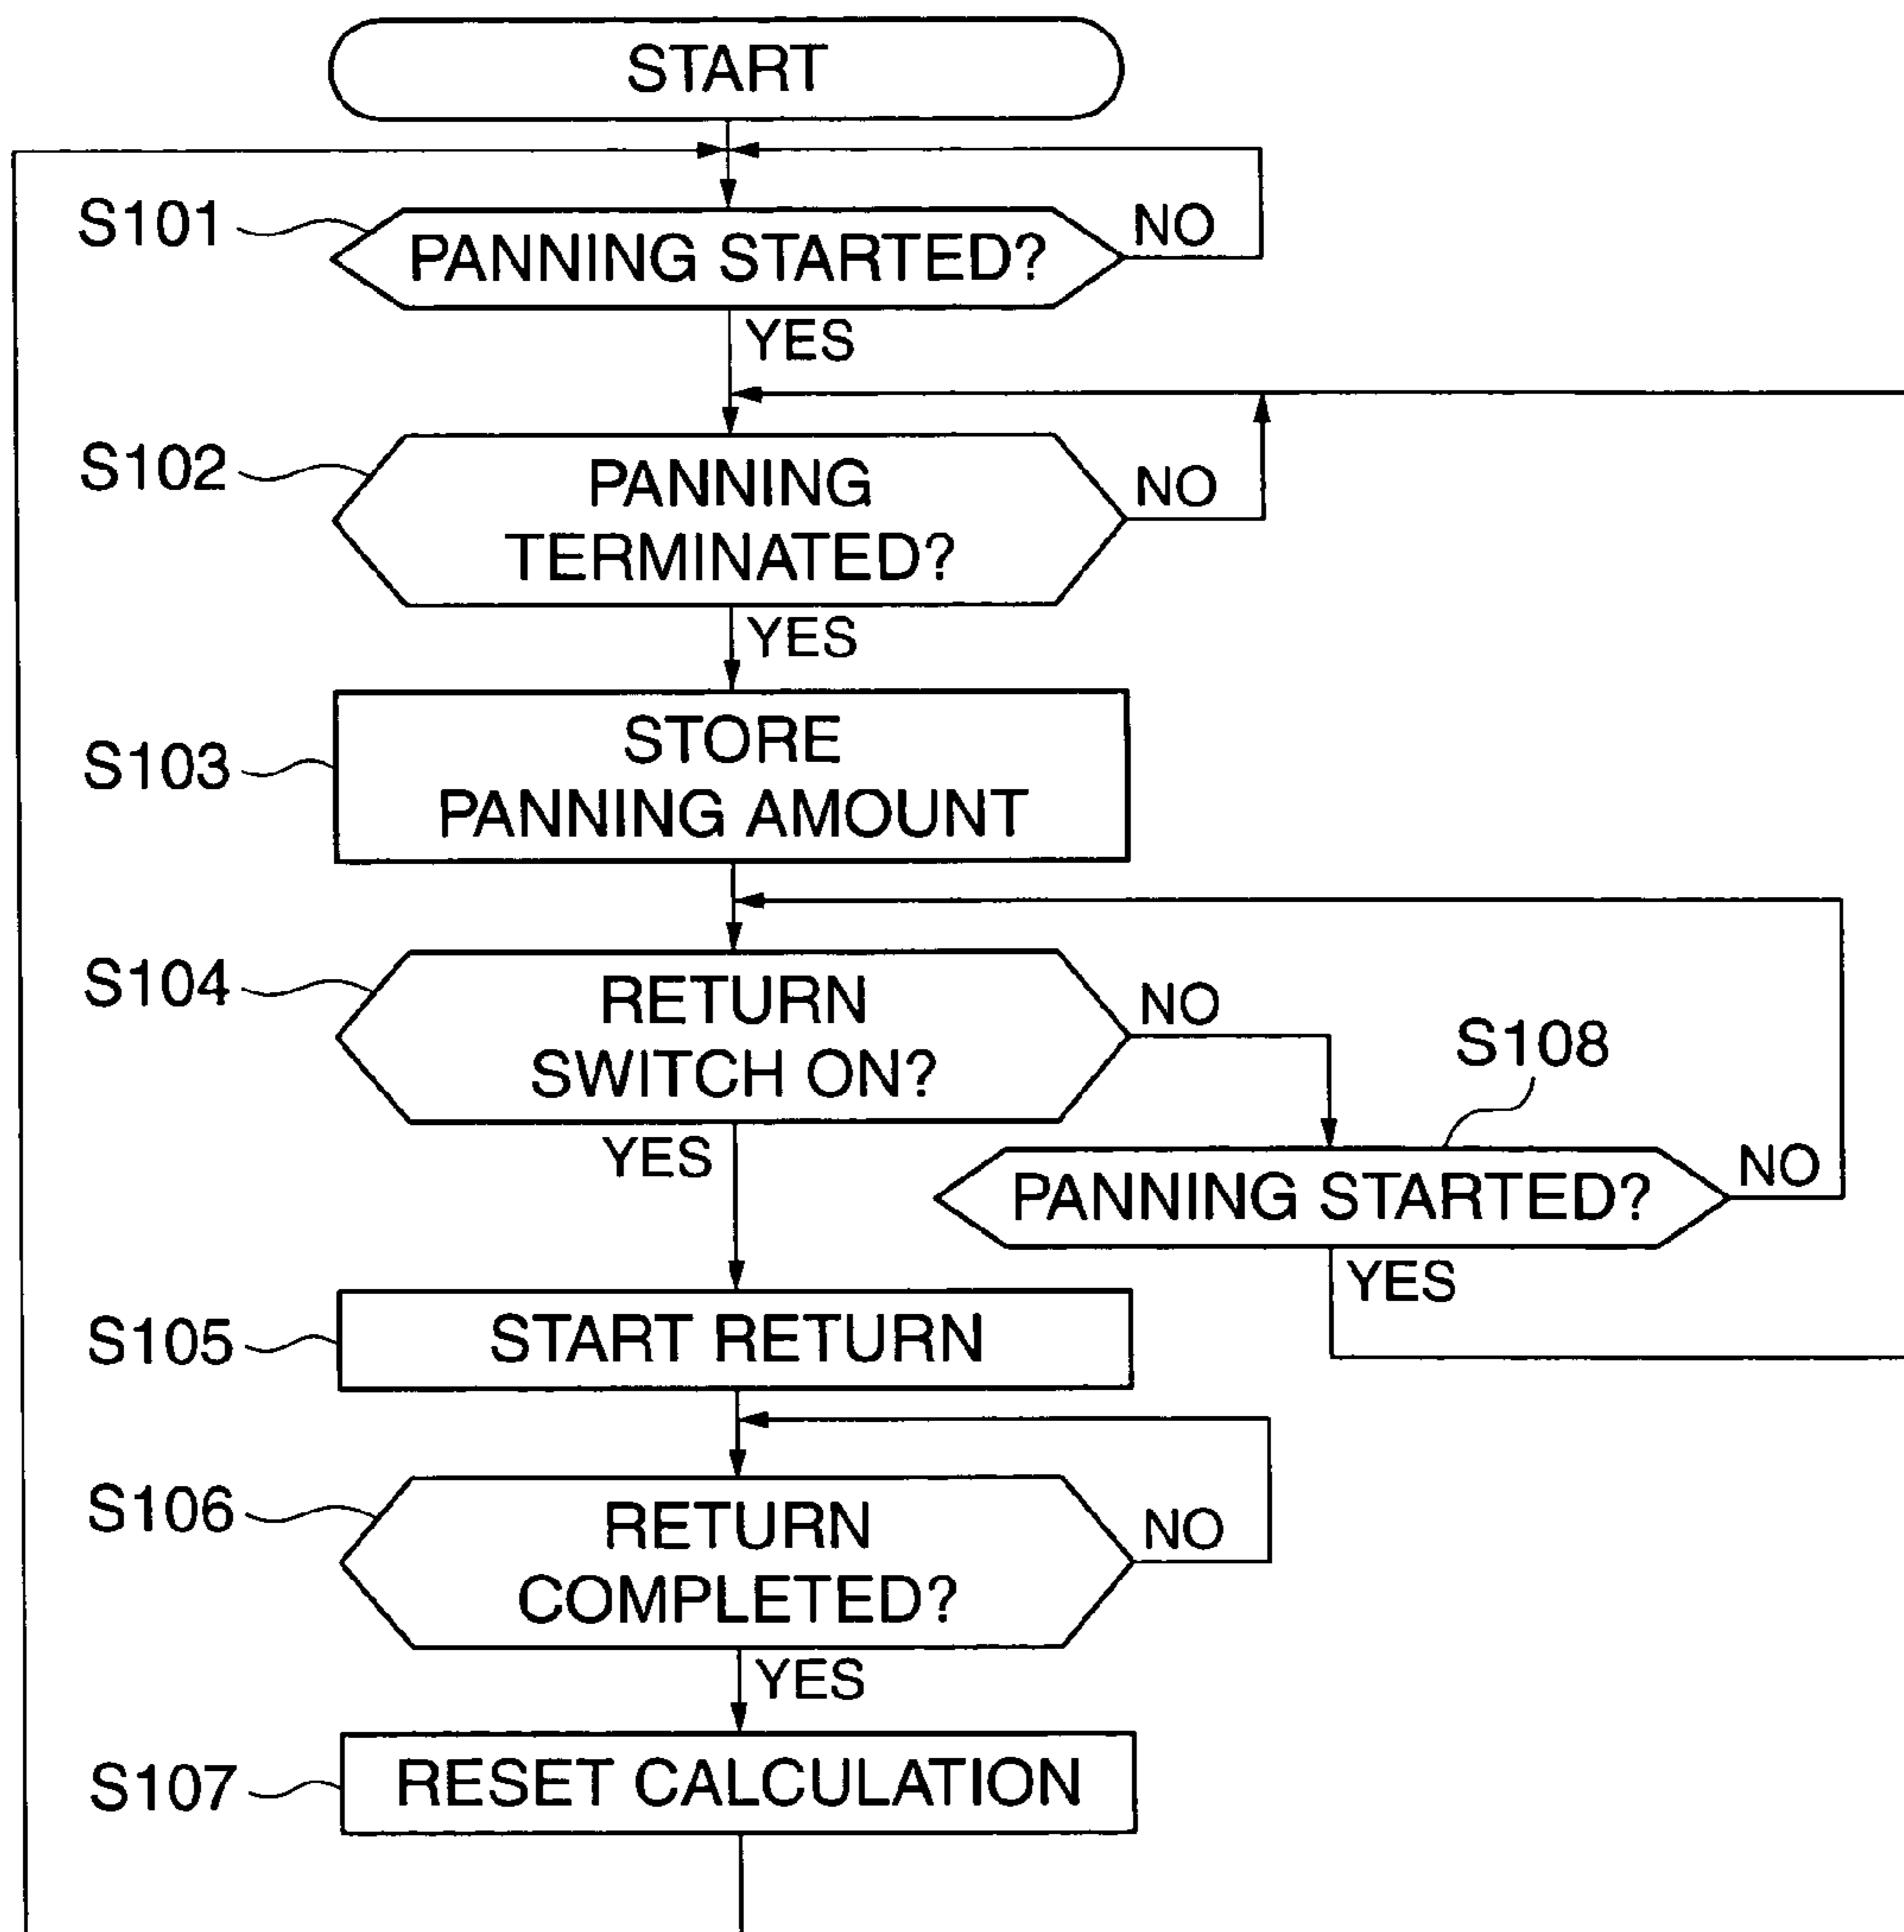 START
S101
PANNING STARTED?
NO
YES
S102
PANNING
TERMINATED?
NO
YES
S103
STORE
PANNING AMOUNT
S104
RETURN
SWITCH ON?
NO
YES
S108
PANNING STARTED?
NO
YES
S105
START RETURN
S106
RETURN
COMPLETED?
NO
YES
S107
RESET CALCULATION